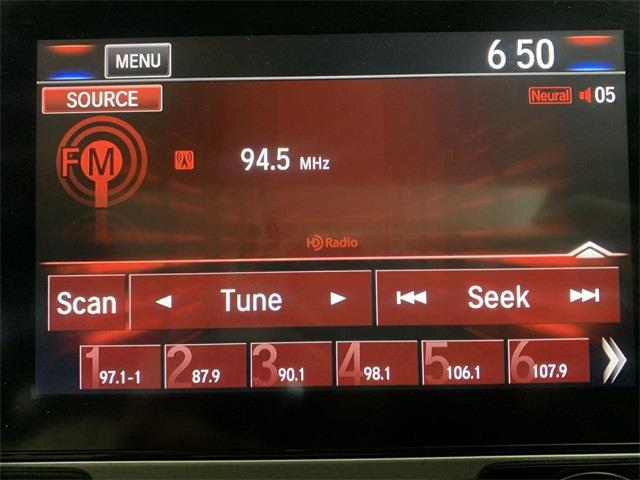 MENU 6 50
SOURCE Neural 05
FM 94.5 MHz
HD Radio
Scan Tune Seek
1 97.1-1 2 87.9 3 90.1 4 98.1 5 106.1 6 107.9